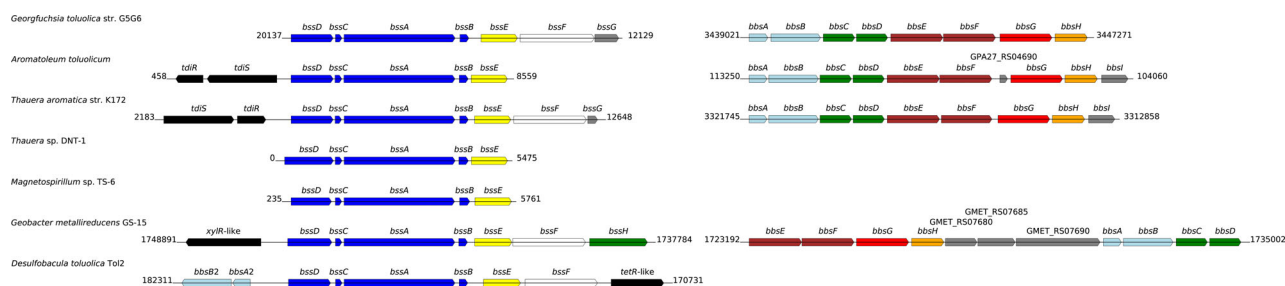 Georgfuchsia toluolica str. G5G6
bssD bssC bssA bssB bssE bssF bssG
20137 12129
bbsA bbsB bbsC bbsD bbsE bbsF bbsG bbsH
3439021 3447271
Aromatoleum toluolicum
tdiR tdiS bssD bssC bssA bssB bssE
458 8559
GPA27_RS04690
bbsA bbsB bbsC bbsD bbsE bbsF bbsG bbsH bbsI
113250 104060
Thauera aromatica str. K172
tdiS tdiR bssD bssC bssA bssB bssE bssF bssG
2183 12648
bbsA bbsB bbsC bbsD bbsE bbsF bbsG bbsH bbsI
3321745 3312858
Thauera sp. DNT-1
bssD bssC bssA bssB bssE
0 5475
Magnetospirillum sp. TS-6
bssD bssC bssA bssB bssE
235 5761
Geobacter metallireducens GS-15
xylR-like bssD bssC bssA bssB bssE bssF bssH
1748891 1737784
GMET_RS07685
GMET_RS07680
bbsE bbsF bbsG bbsH GMET_RS07690 bbsA bbsB bbsC bbsD
1723192 1735002
Desulfobacula toluolica Tol2
bbsB2 bbsA2 bssD bssC bssA bssB bssE bssF tetR-like
182311 170731